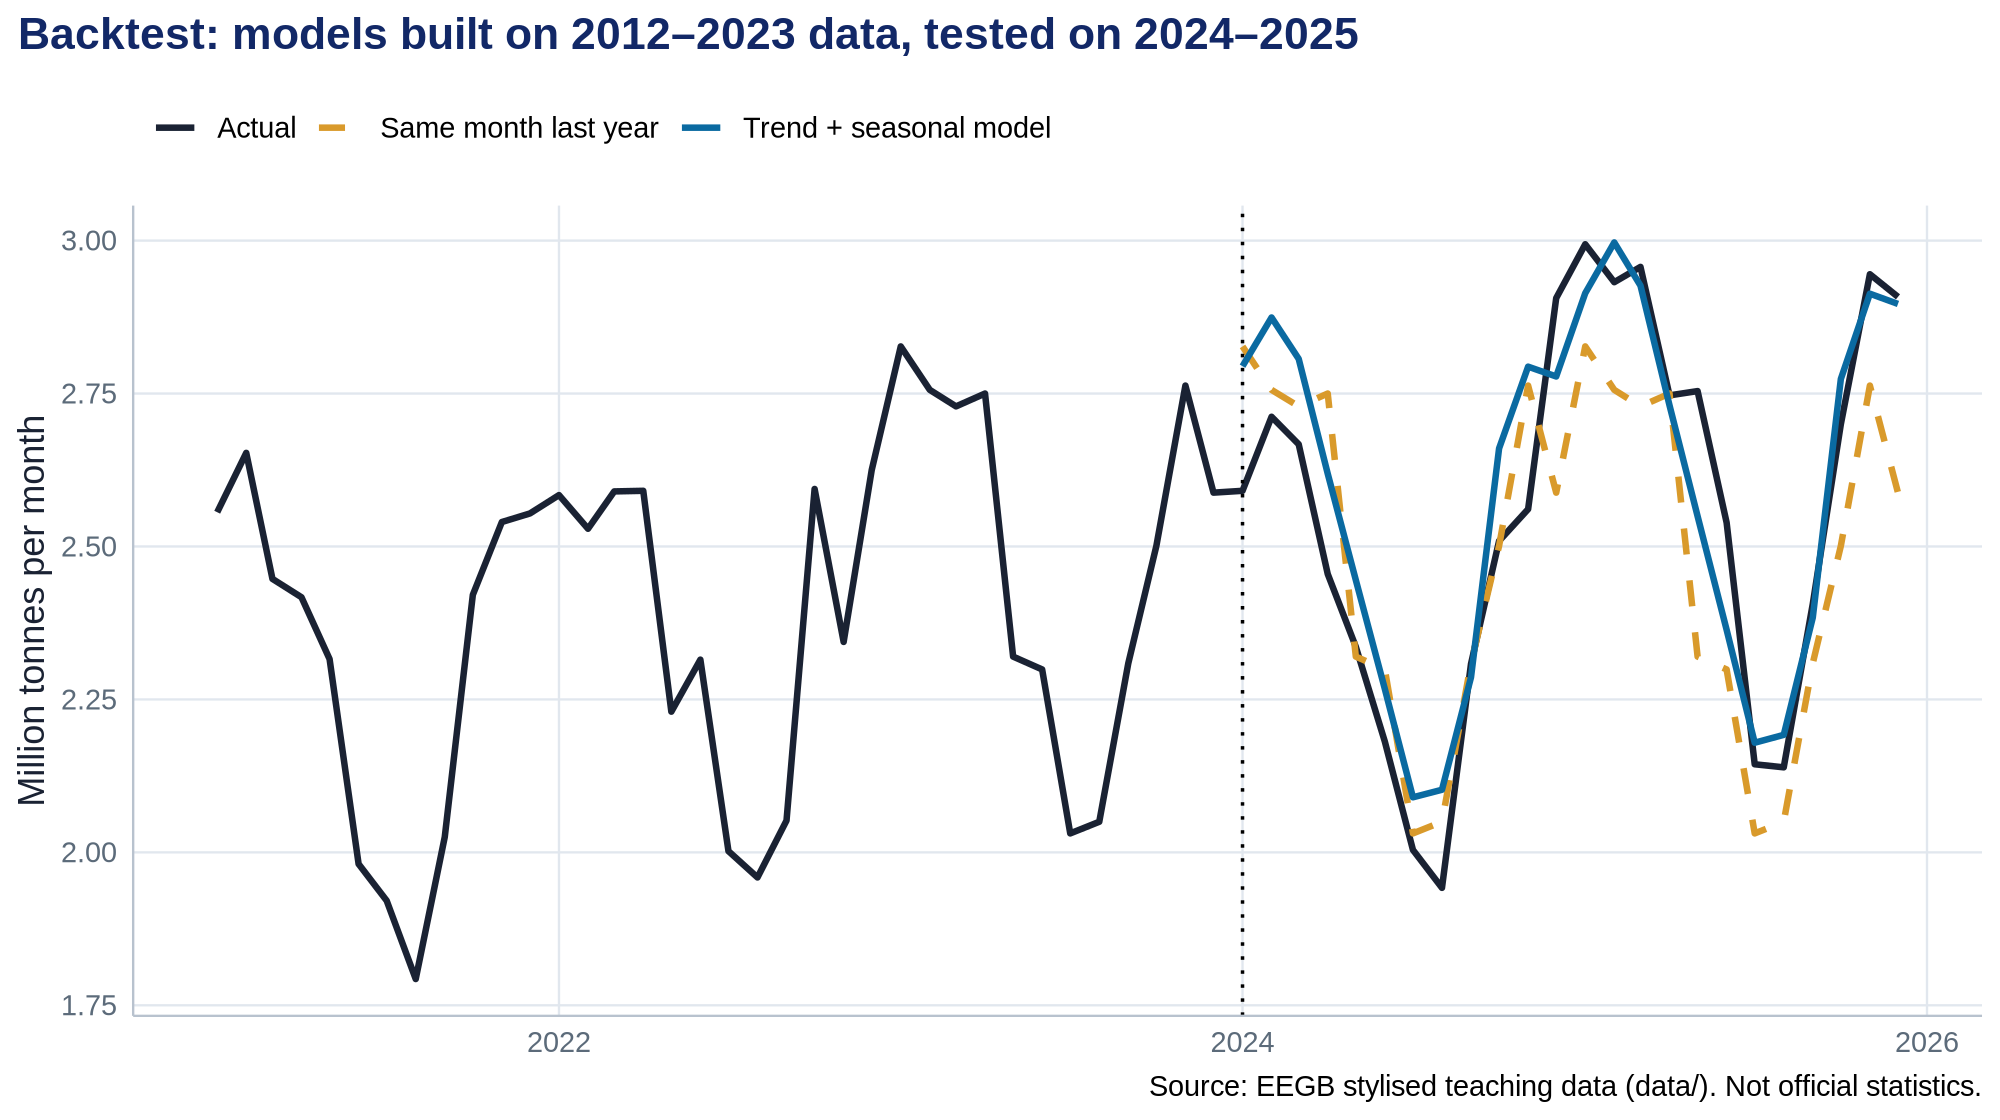 Backtest: models built on 2012–2023 data, tested on 2024–2025
Actual Same month last year Trend + seasonal model
Million tonnes per month
3.00
2.75
2.50
2.25
2.00
1.75
2022 2024 2026
Source: EEGB stylised teaching data (data/). Not official statistics.